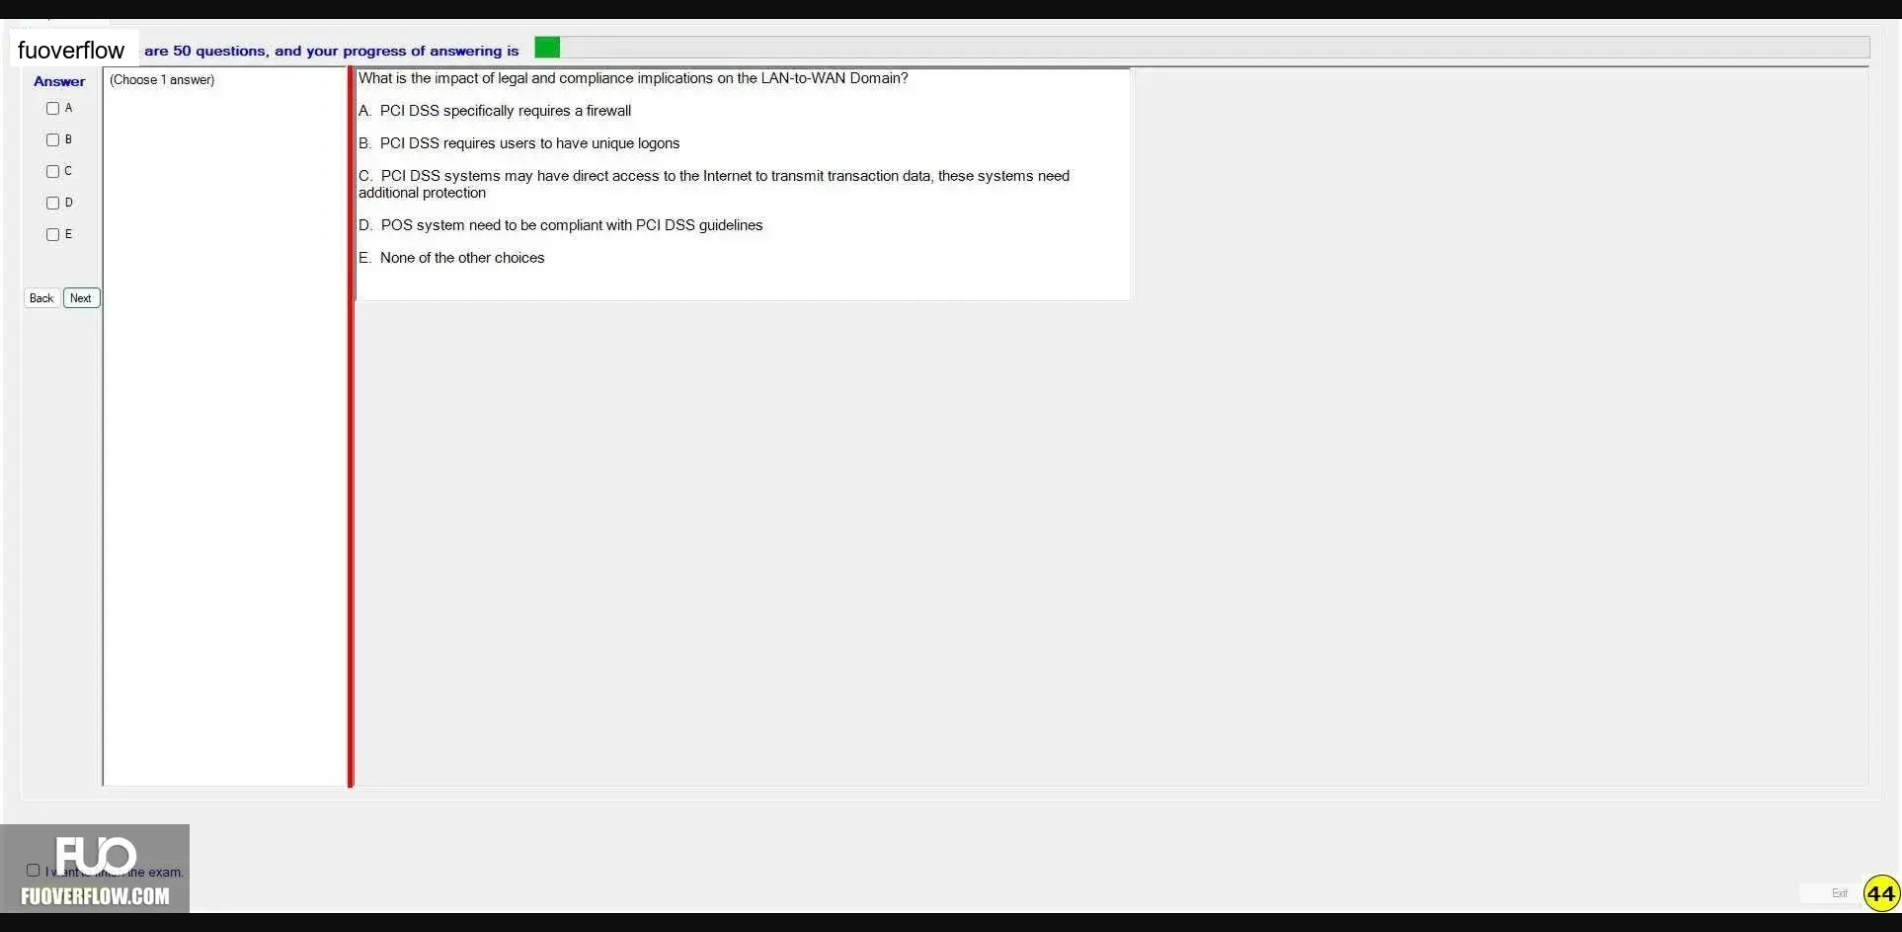 fuoverflow are 50 questions, and your progress of answering is
Answer
(Choose 1 answer)
A
B
C
D
E
Back Next
What is the impact of legal and compliance implications on the LAN-to-WAN Domain?
A. PCI DSS specifically requires a firewall
B. PCI DSS requires users to have unique logons
C. PCI DSS systems may have direct access to the Internet to transmit transaction data, these systems need
additional protection
D. POS system need to be compliant with PCI DSS guidelines
E. None of the other choices
FUO
I want the exam.
FUOVERFLOW.COM
Exit
44